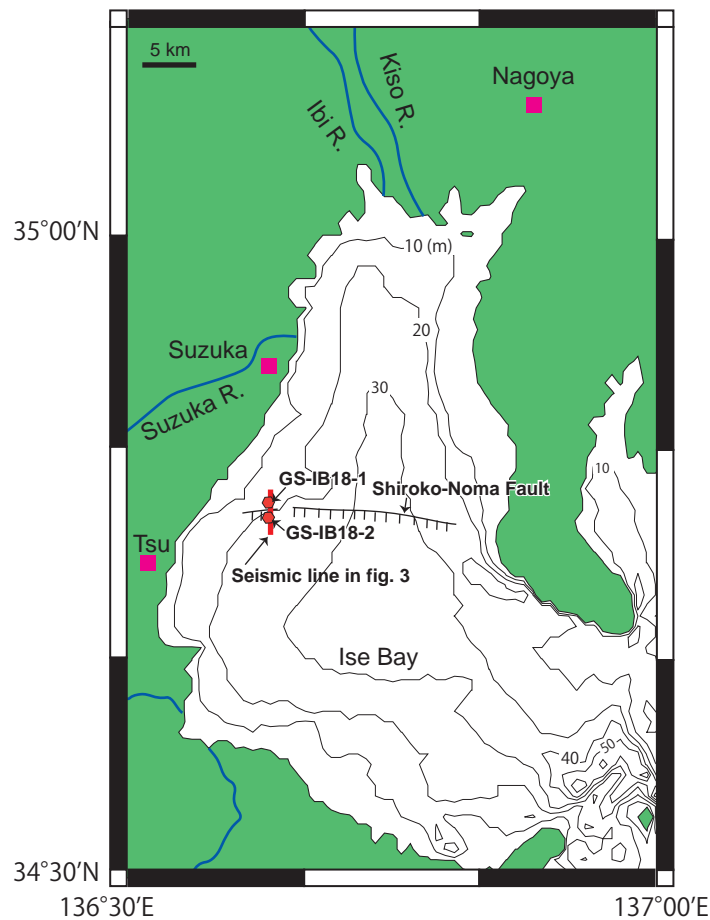 5 km
Nagoya
Kiso R.
Ibi R.
35°00′N
10 (m)
20
Suzuka
Suzuka R.
30
10
GS-IB18-1
Shiroko-Noma Fault
GS-IB18-2
Tsu
Seismic line in fig. 3
Ise Bay
50
40
34°30′N
136°30′E
137°00′E